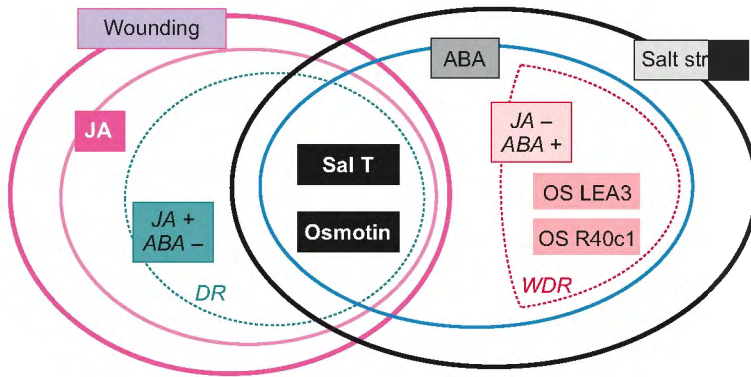 Wounding
ABA
Salt str
JA
JA –
ABA +
Sal T
OS LEA3
JA +
ABA –
Osmotin
OS R40c1
DR
WDR